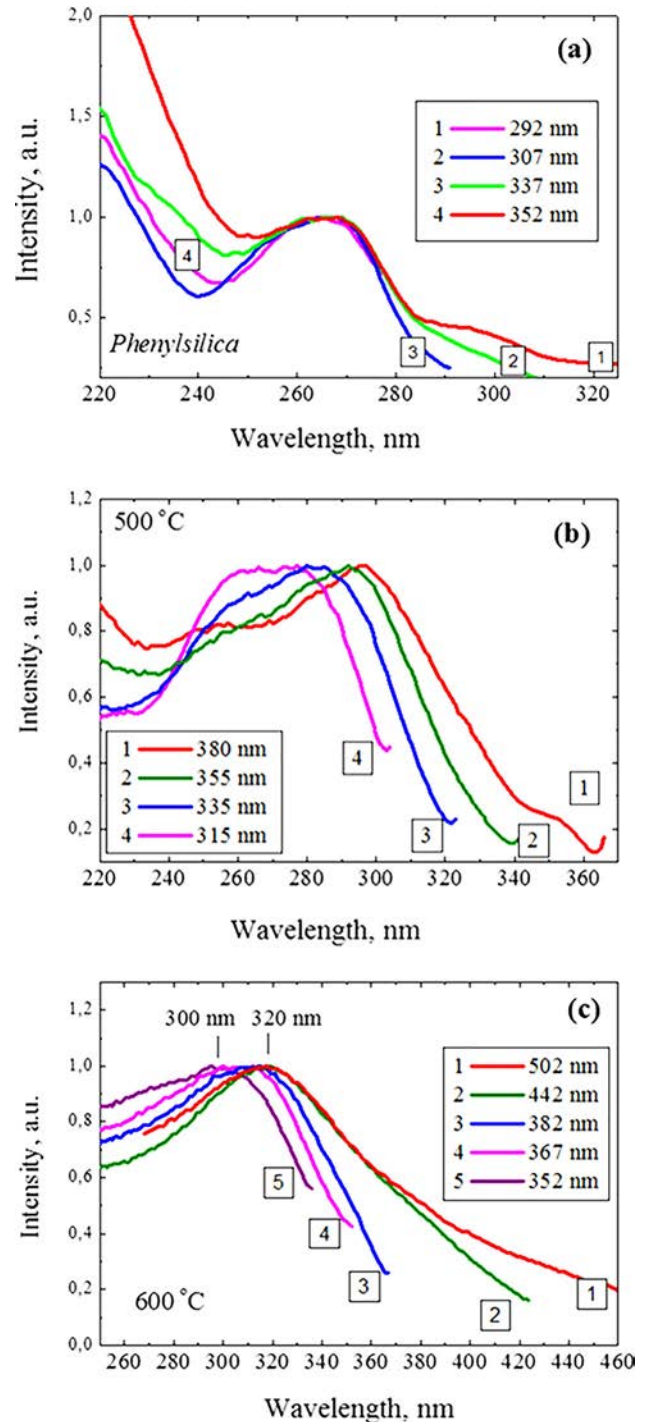 (a)
2,0
1,5
1,0
0,5
Intensity, a.u.
1 292 nm
2 307 nm
3 337 nm
4 352 nm
4
3
2
1
Phenylsilica
220 240 260 280 300 320
Wavelength, nm
500 °C
(b)
1,2
1,0
0,8
0,6
0,4
0,2
Intensity, a.u.
1 380 nm
2 355 nm
3 335 nm
4 315 nm
4
3
2
1
220 240 260 280 300 320 340 360
Wavelength, nm
(c)
1,2
1,0
0,8
0,6
0,4
0,2
0,0
Intensity, a.u.
300 nm 320 nm
1 502 nm
2 442 nm
3 382 nm
4 367 nm
5 352 nm
5
4
3
2
1
600 °C
260 280 300 320 340 360 380 400 420 440 460
Wavelength, nm